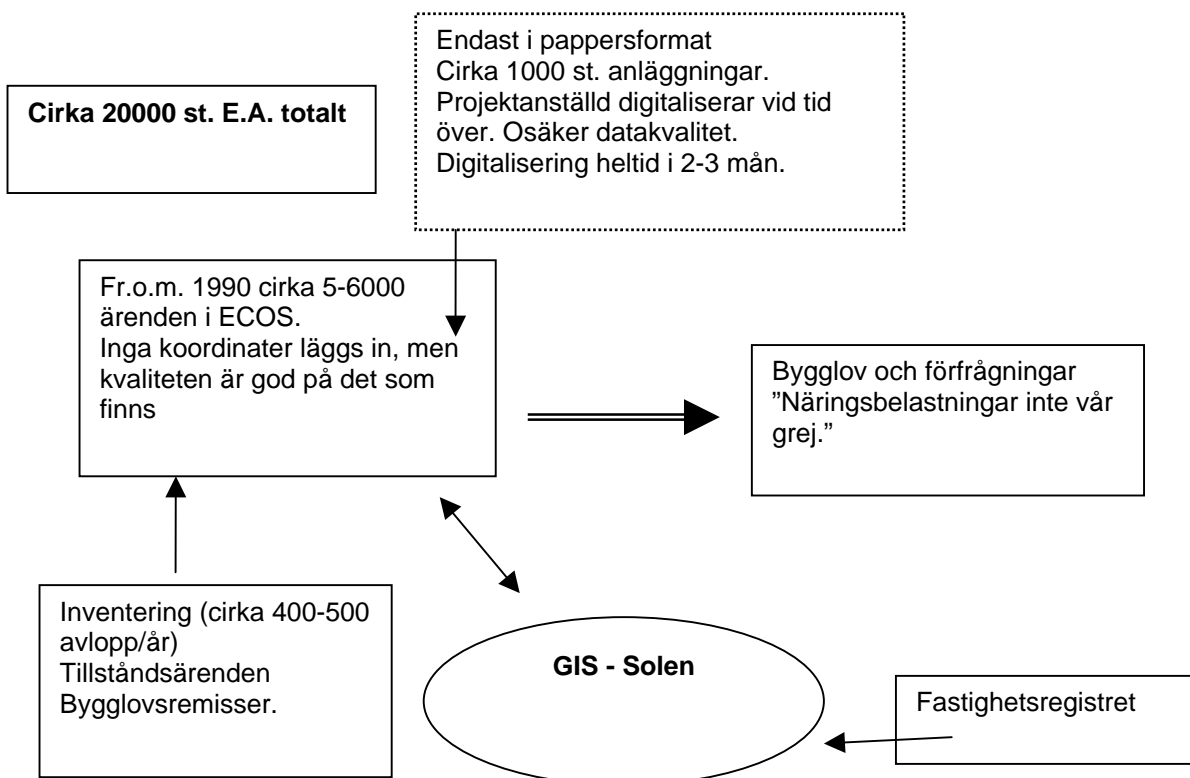 Endast i pappersformat
Cirka 1000 st. anläggningar.
Projektanställd digitaliserar vid tid
över. Osäker datakvalitet.
Digitalisering heltid i 2-3 mån.
Cirka 20000 st. E.A. totalt
Fr.o.m. 1990 cirka 5-6000
ärenden i ECOS.
Inga koordinater läggs in, men
kvaliteten är god på det som
finns
Bygglov och förfrågningar
”Näringsbelastningar inte vår
grej.”
Inventering (cirka 400-500
avlopp/år)
Tillståndsärenden
Bygglovsremisser.
GIS - Solen
Fastighetsregistret